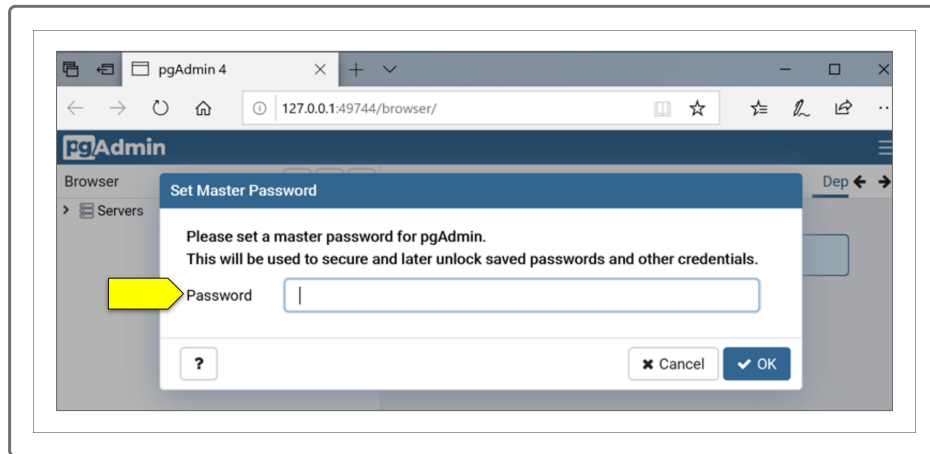 pgAdmin 4
127.0.0.1:49744/browser/
pgAdmin
Browser
Dep
Servers
Set Master Password
Please set a master password for pgAdmin.
This will be used to secure and later unlock saved passwords and other credentials.
Password
?
Cancel
OK